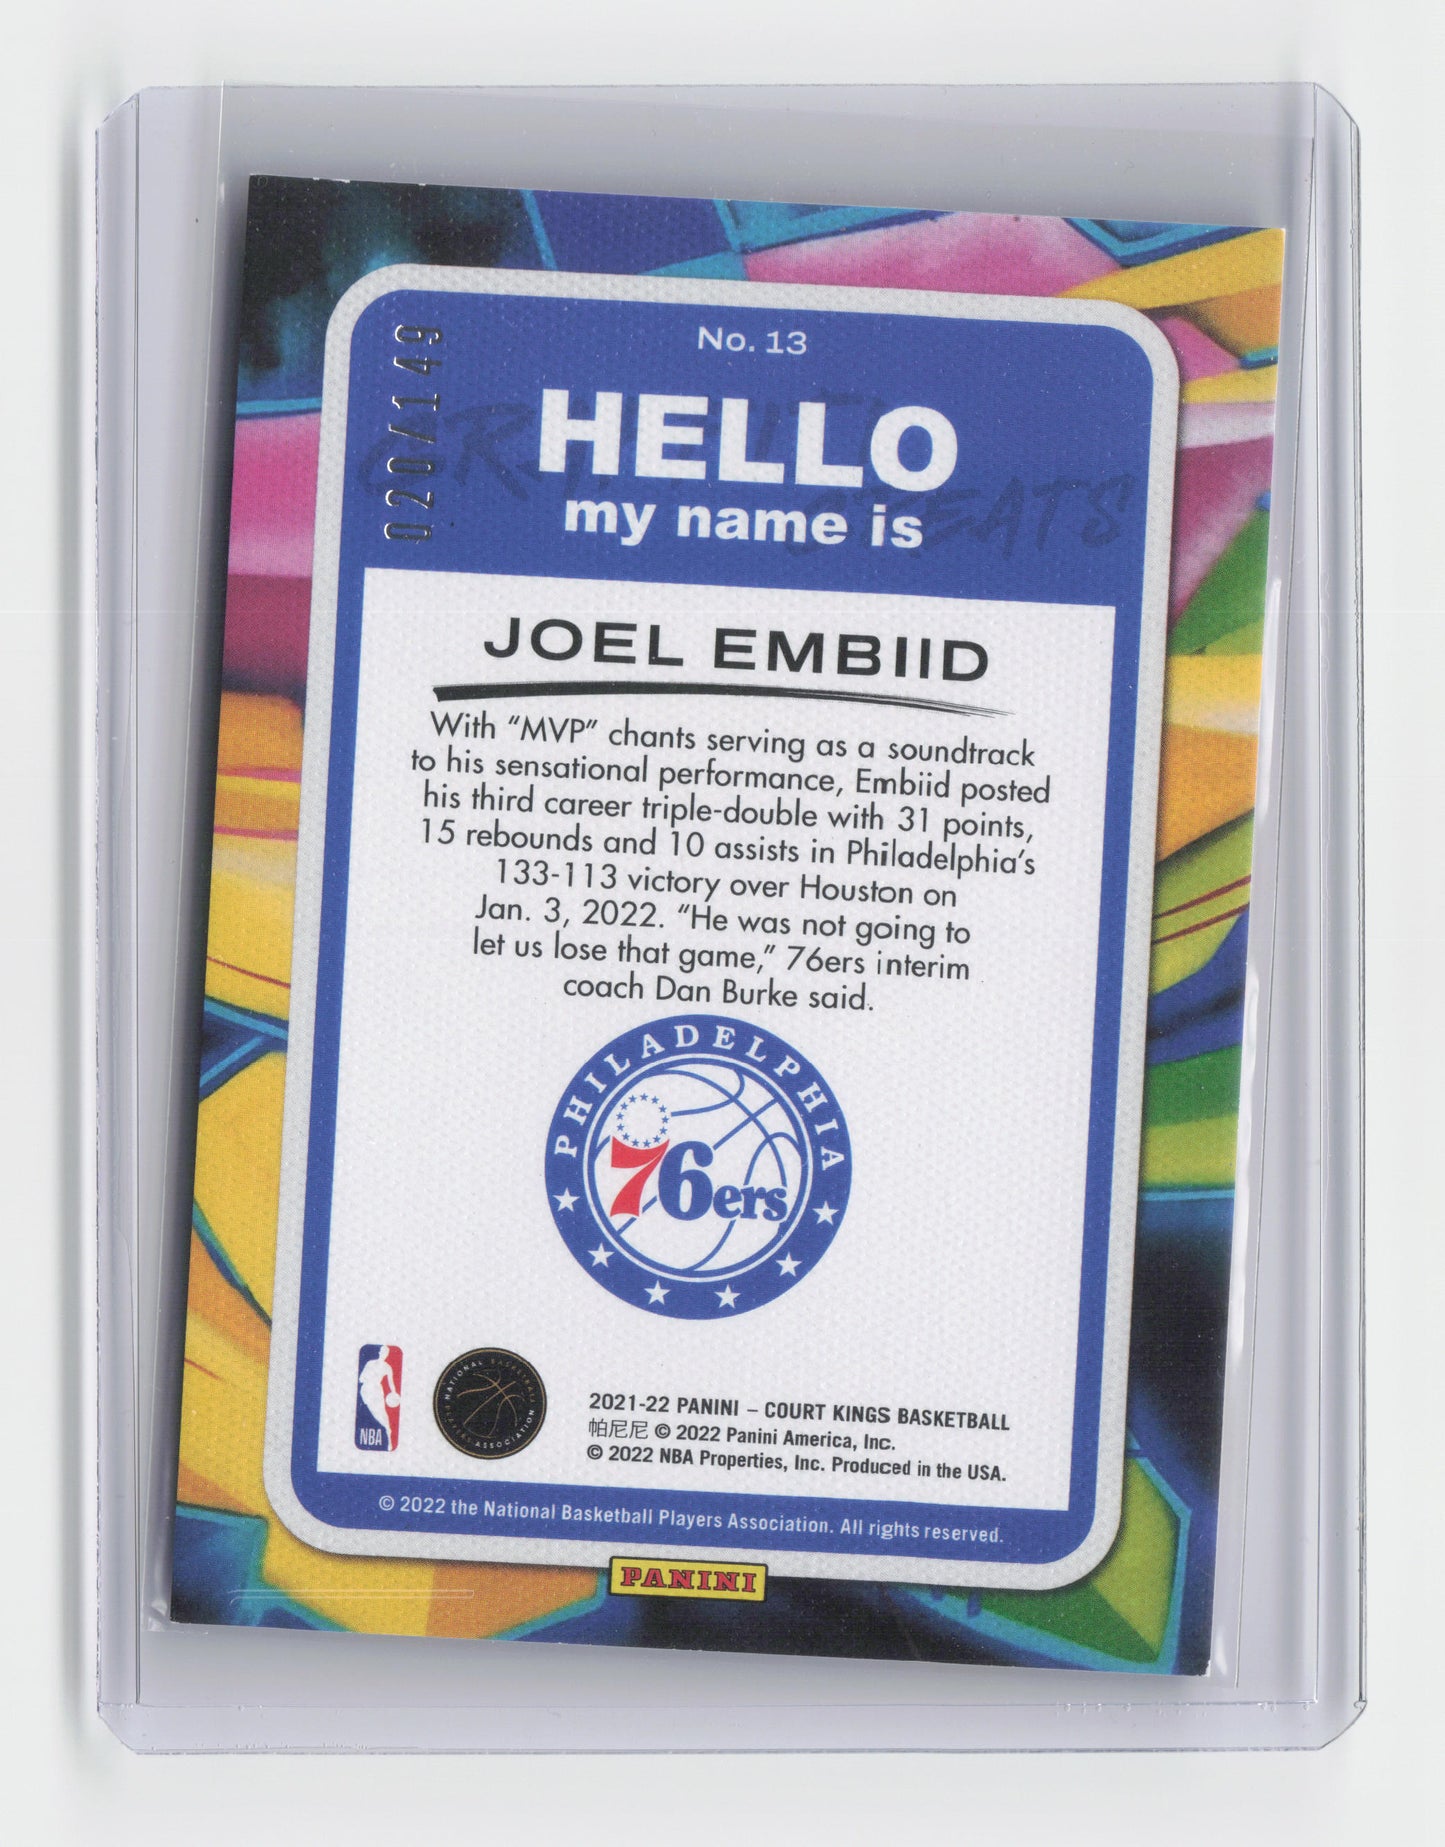 No. 13
020/149
HELLO
my name is
JOEL EMBIID
With “MVP” chants serving as a soundtrack
to his sensational performance, Embiid posted
his third career triple-double with 31 points,
15 rebounds and 10 assists in Philadelphia’s
133-113 victory over Houston on
Jan. 3, 2022. “He was not going to
let us lose that game,” 76ers interim
coach Dan Burke said.
PHILADELPHIA
76ers
NBA
NATIONAL BASKETBALL
PLAYERS ASSOCIATION
2021-22 PANINI – COURT KINGS BASKETBALL
帕尼尼 © 2022 Panini America, Inc.
© 2022 NBA Properties, Inc. Produced in the USA.
© 2022 the National Basketball Players Association. All rights reserved.
PANINI